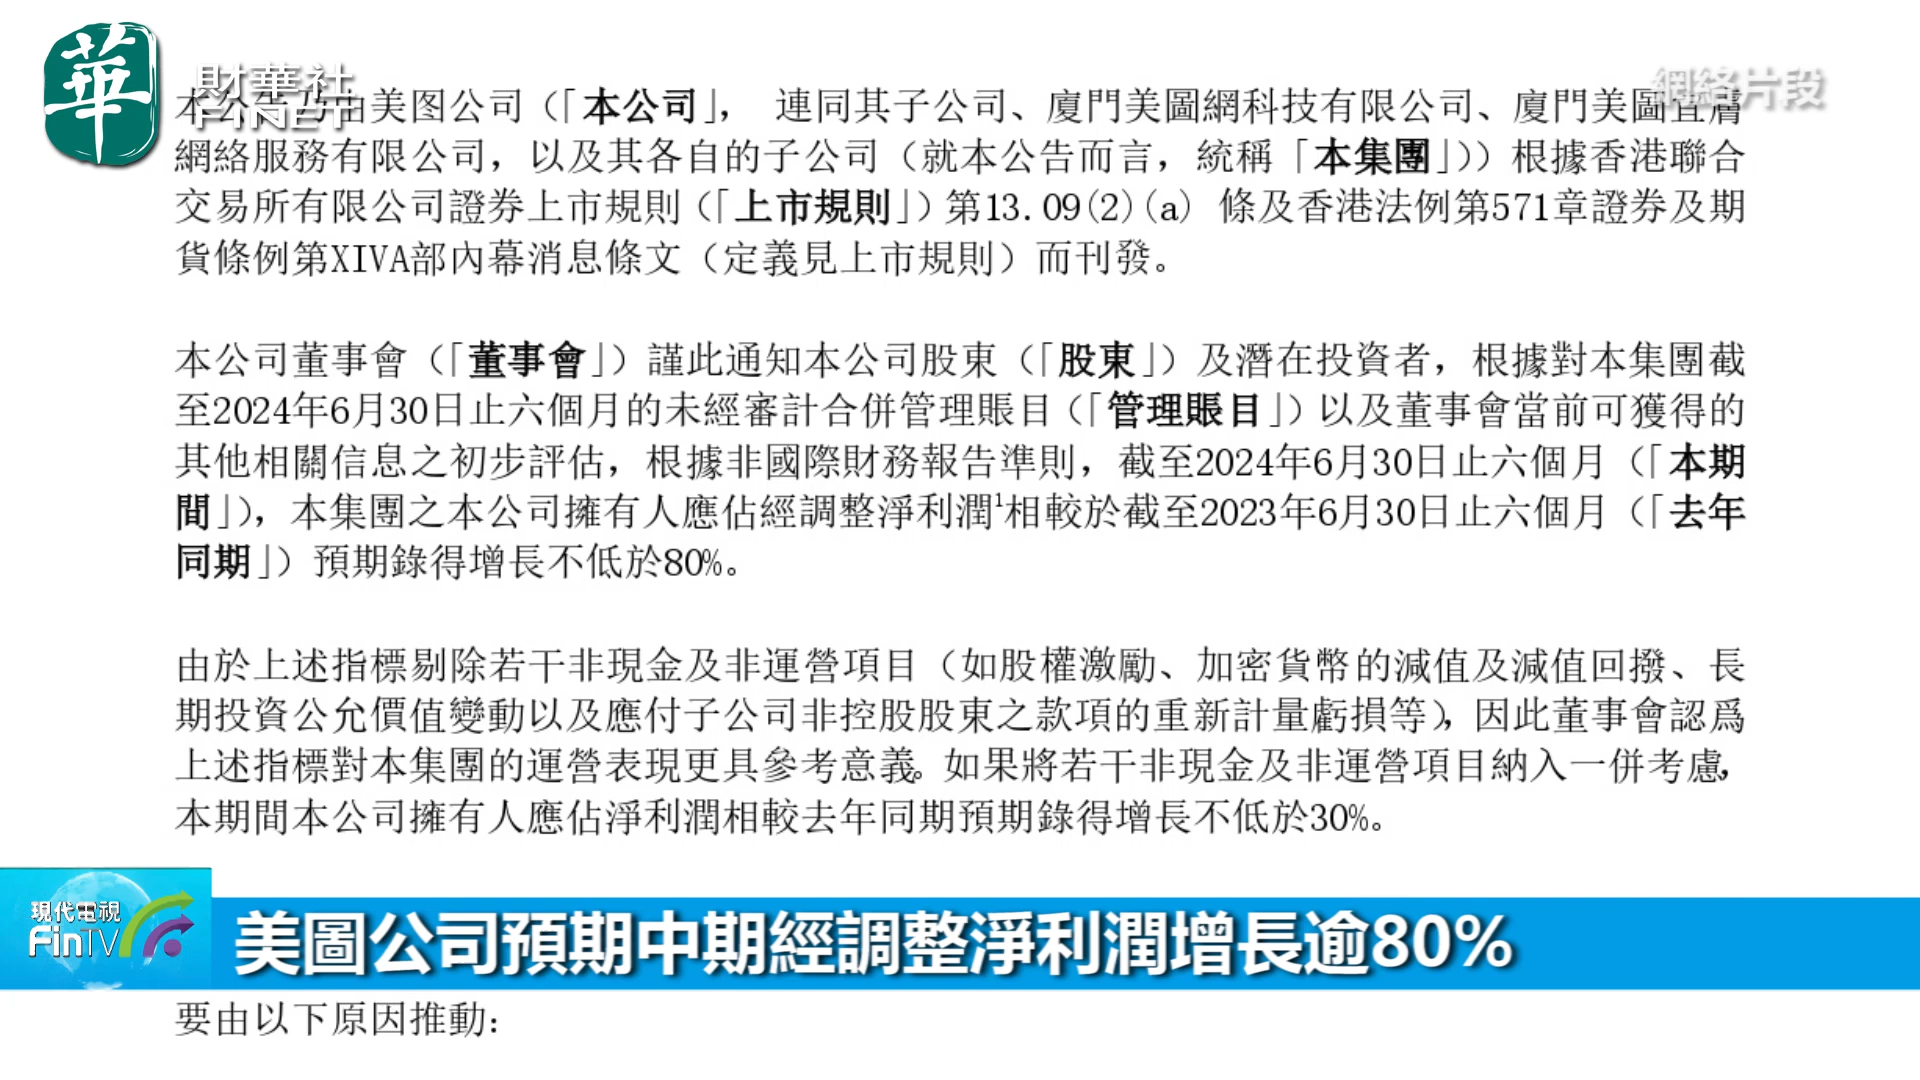 華
財華社
FINET
網絡片段
本公告乃由美图公司（「本公司」， 連同其子公司、廈門美圖網科技有限公司、廈門美圖宜膚
網絡服務有限公司，以及其各自的子公司（就本公告而言，統稱「本集團」））根據香港聯合
交易所有限公司證券上市規則（「上市規則」）第13.09(2)(a) 條及香港法例第571章證券及期
貨條例第XIVA部內幕消息條文（定義見上市規則）而刊發。
本公司董事會（「董事會」）謹此通知本公司股東（「股東」）及潛在投資者，根據對本集團截
至2024年6月30日止六個月的未經審計合併管理賬目（「管理賬目」）以及董事會當前可獲得的
其他相關信息之初步評估，根據非國際財務報告準則，截至2024年6月30日止六個月（「本期
間」），本集團之本公司擁有人應佔經調整淨利潤¹相較於截至2023年6月30日止六個月（「去年
同期」）預期錄得增長不低於80%。
由於上述指標剔除若干非現金及非運營項目（如股權激勵、加密貨幣的減值及減值回撥、長
期投資公允價值變動以及應付子公司非控股股東之款項的重新計量虧損等），因此董事會認爲
上述指標對本集團的運營表現更具參考意義。如果將若干非現金及非運營項目納入一併考慮，
本期間本公司擁有人應佔淨利潤相較去年同期預期錄得增長不低於30%。
現代電視
FinTV
美圖公司預期中期經調整淨利潤增長逾80%
要由以下原因推動：